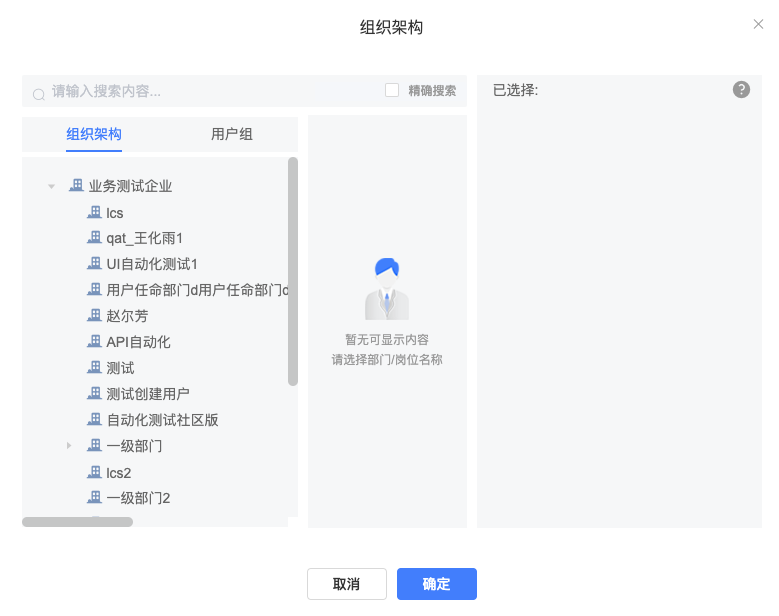 组织架构
请输入搜索内容...
精确搜索
已选择:
?
组织架构
用户组
业务测试企业
lcs
qat_王化雨1
UI自动化测试1
用户任命部门d用户任命部门d
赵尔芳
API自动化
测试
测试创建用户
自动化测试社区版
一级部门
lcs2
一级部门2
暂无可显示内容
请选择部门/岗位名称
取消
确定